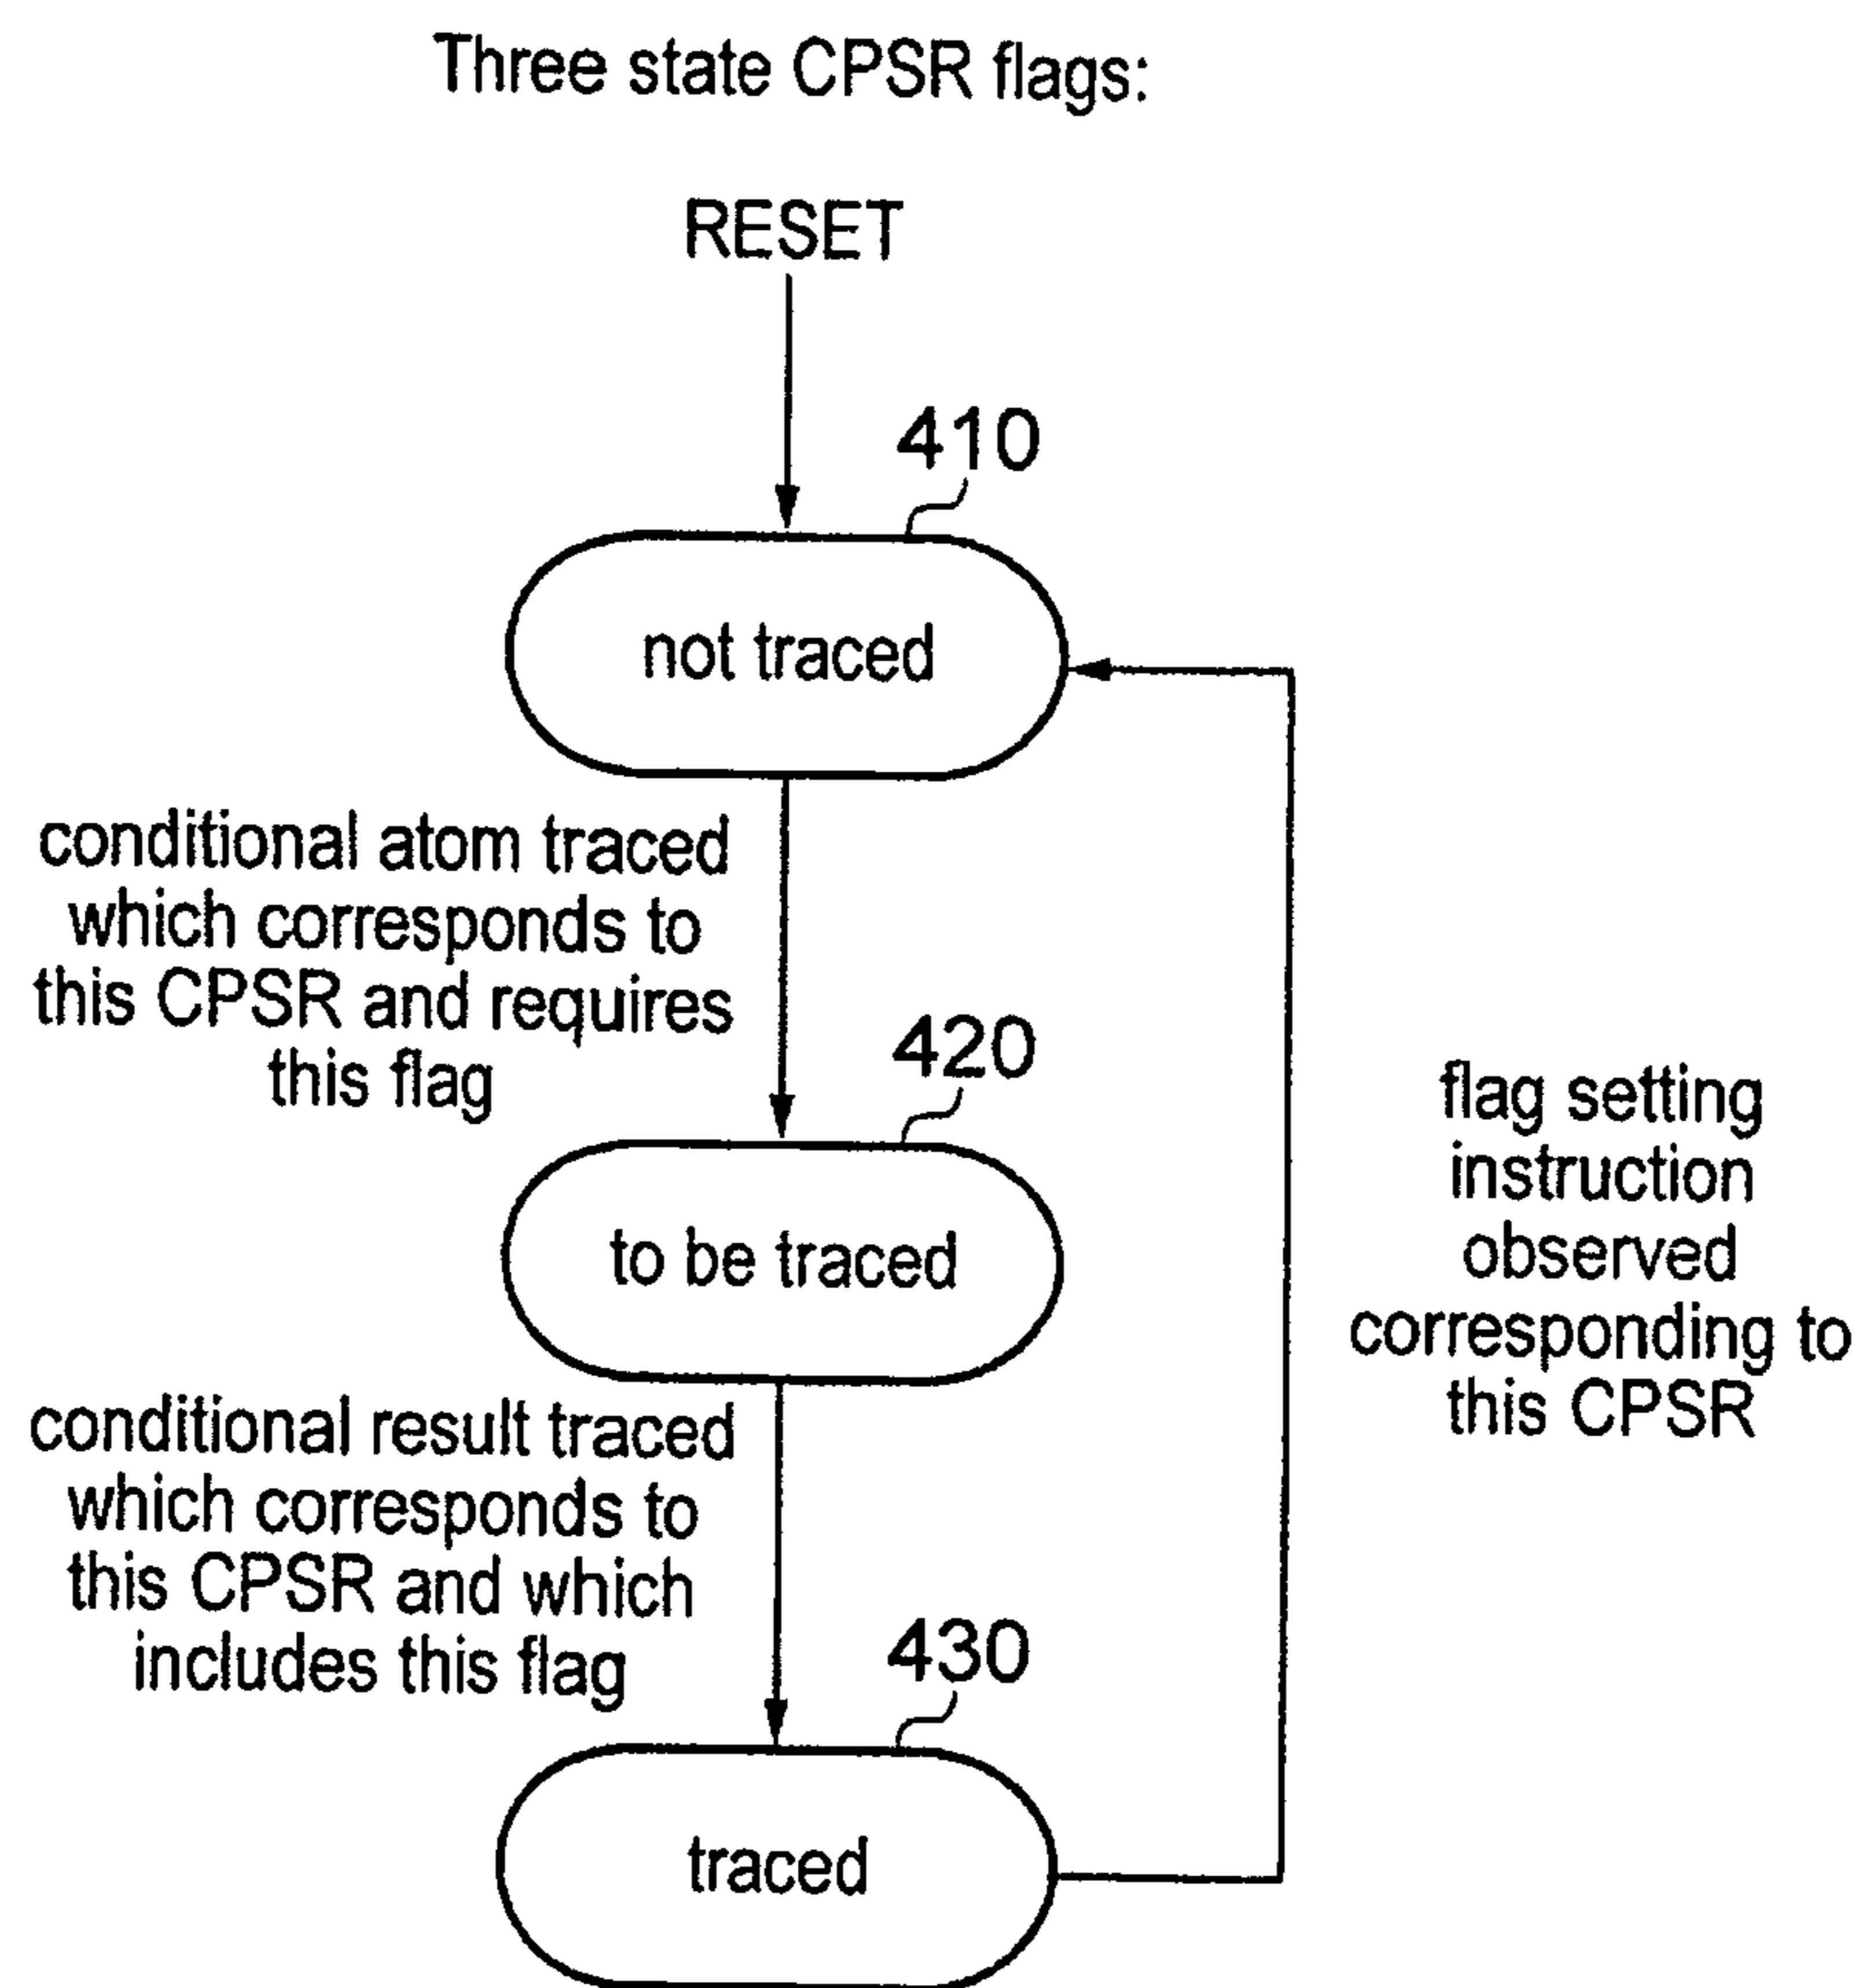 Three state CPSR flags:
RESET
410
not traced
conditional atom traced
which corresponds to
this CPSR and requires
this flag
420
to be traced
flag setting
instruction
observed
corresponding to
this CPSR
conditional result traced
which corresponds to
this CPSR and which
includes this flag
430
traced